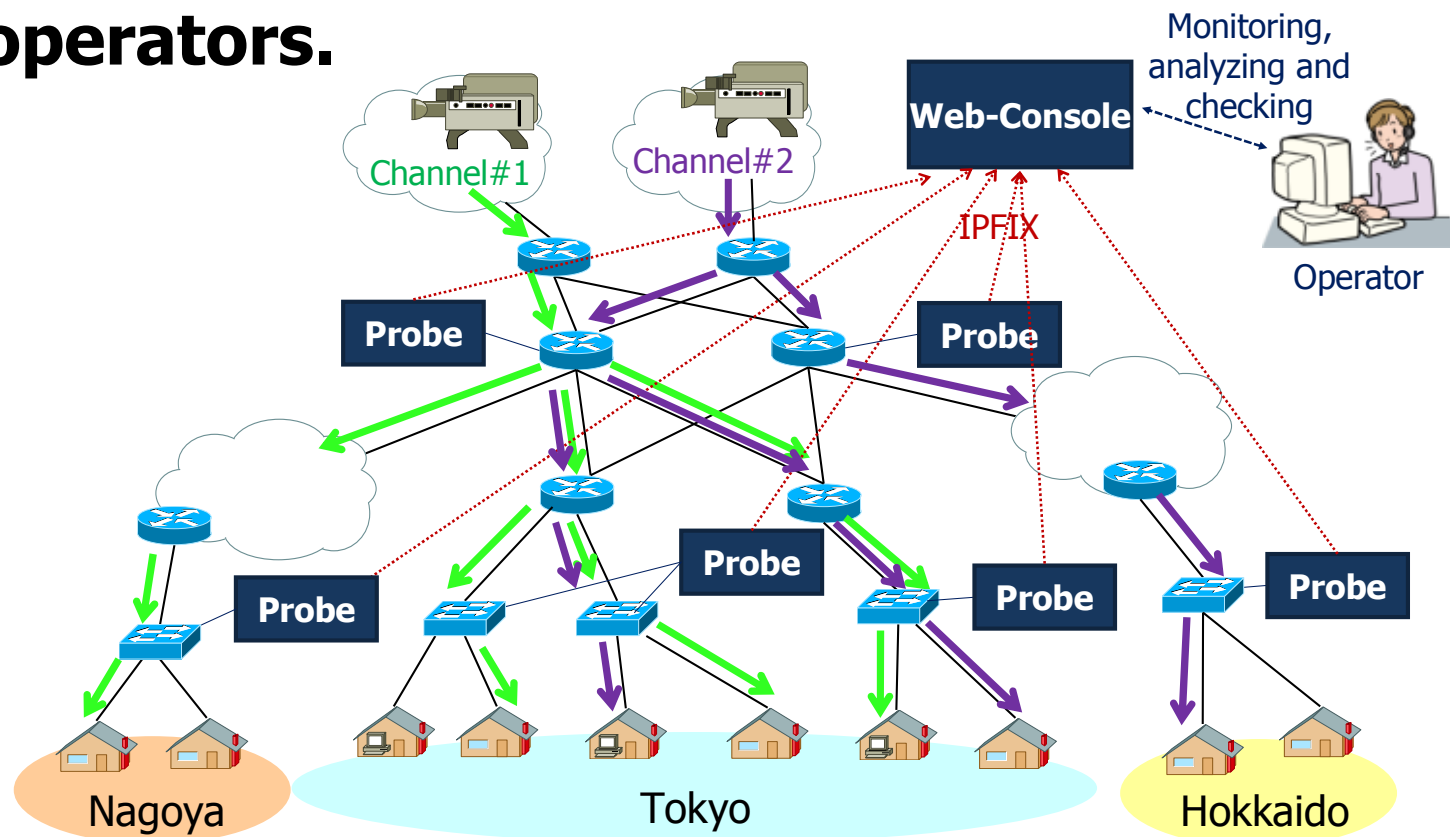 operators.
Monitoring,
analyzing and
checking
Web-Console
Channel#1
Channel#2
IPFIX
Operator
Probe
Probe
Probe
Probe
Probe
Probe
Nagoya
Tokyo
Hokkaido